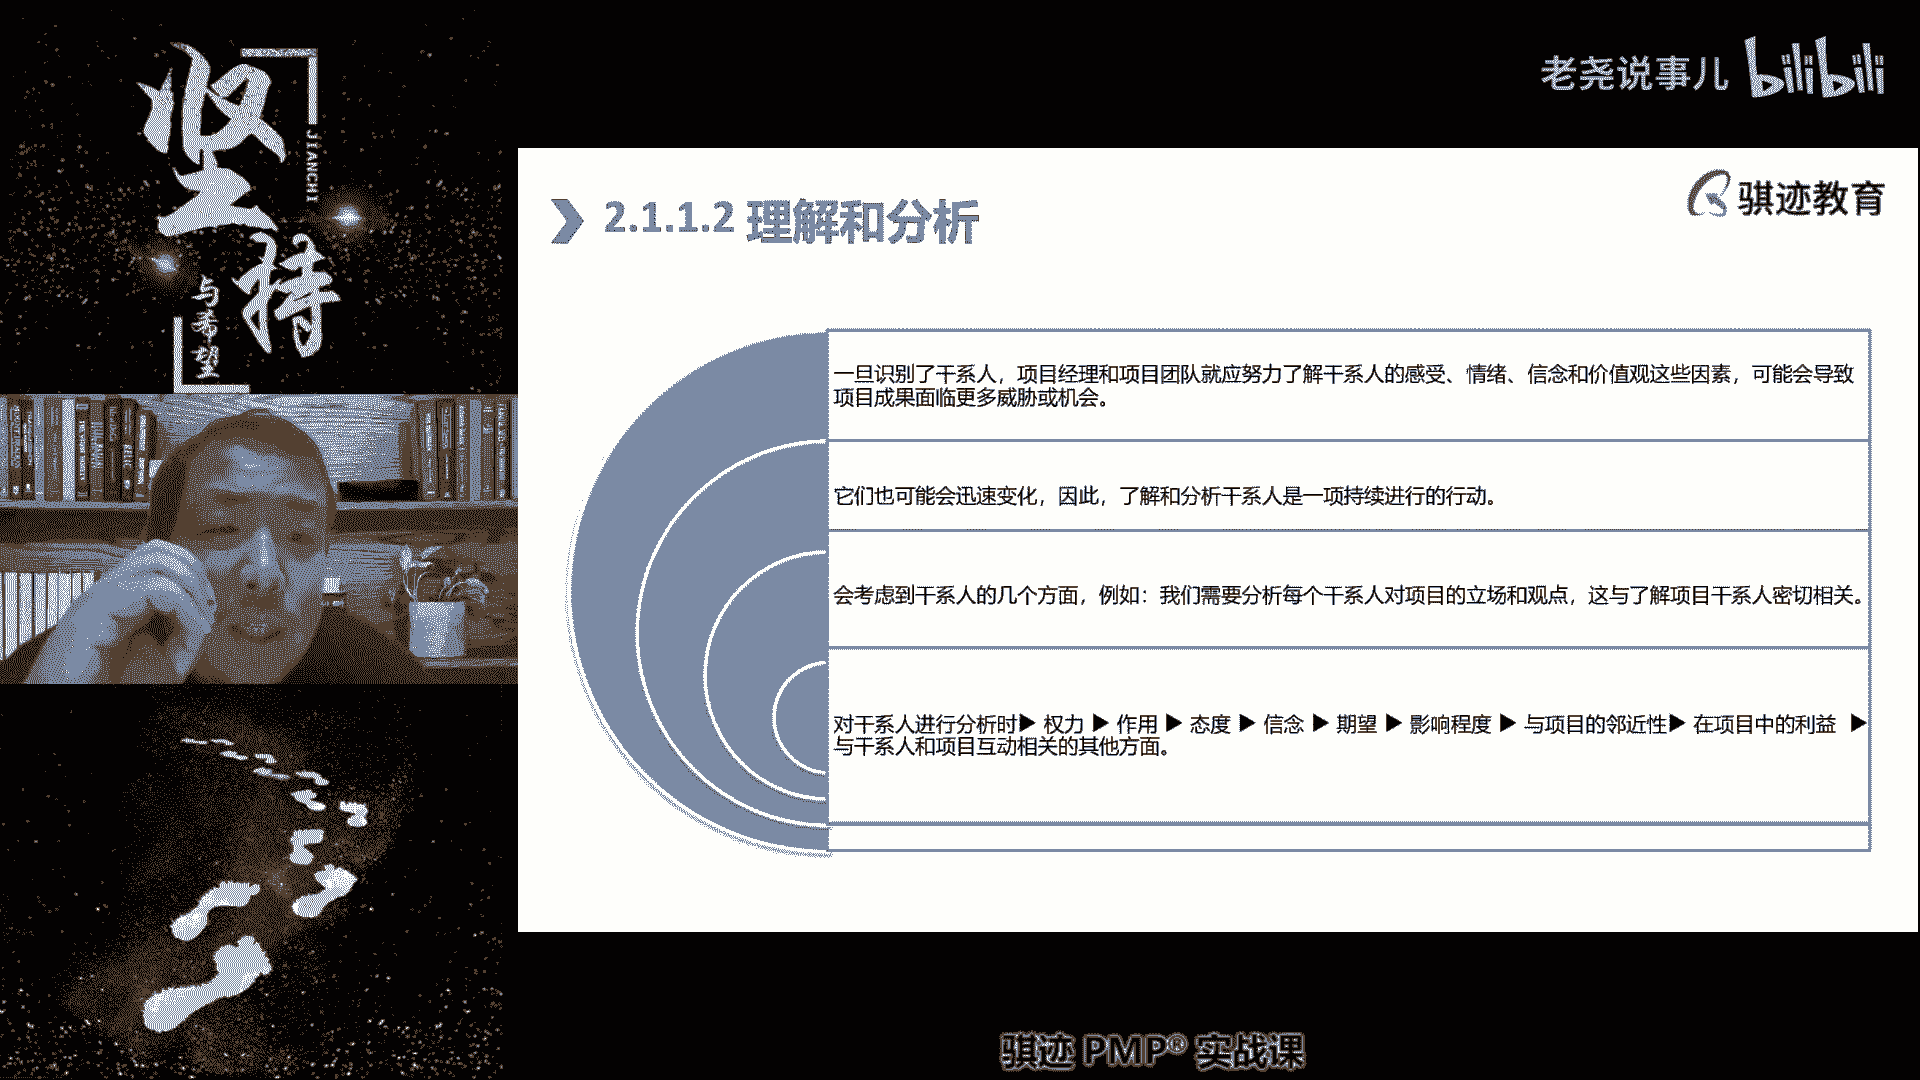 坚持
JIANCHI
与希望
老尧说事儿 bilibili
骐迹教育
2.1.1.2 理解和分析
一旦识别了干系人，项目经理和项目团队就应努力了解干系人的感受、情绪、信念和价值观这些因素，可能会导致
项目成果面临更多威胁或机会。
它们也可能会迅速变化，因此，了解和分析干系人是一项持续进行的行动。
会考虑到干系人的几个方面，例如：我们需要分析每个干系人对项目的立场和观点，这与了解项目干系人密切相关。
对干系人进行分析时▶ 权力 ▶ 作用 ▶ 态度 ▶ 信念 ▶ 期望 ▶ 影响程度 ▶ 与项目的邻近性▶ 在项目中的利益 ▶
与干系人和项目互动相关的其他方面。
骐迹 PMP® 实战课